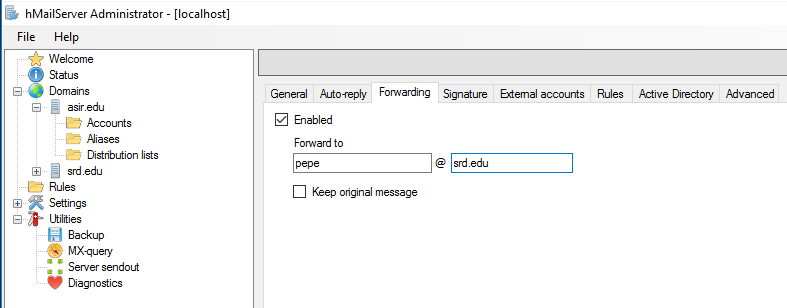 hMailServer Administrator - [localhost]
File Help
Welcome
Status
Domains
asir.edu
Accounts
Aliases
Distribution lists
srd.edu
Rules
Settings
Utilities
Backup
MX-query
Server sendout
Diagnostics
General Auto-reply Forwarding Signature External accounts Rules Active Directory Advanced
Enabled
Forward to
pepe @ srd.edu
Keep original message